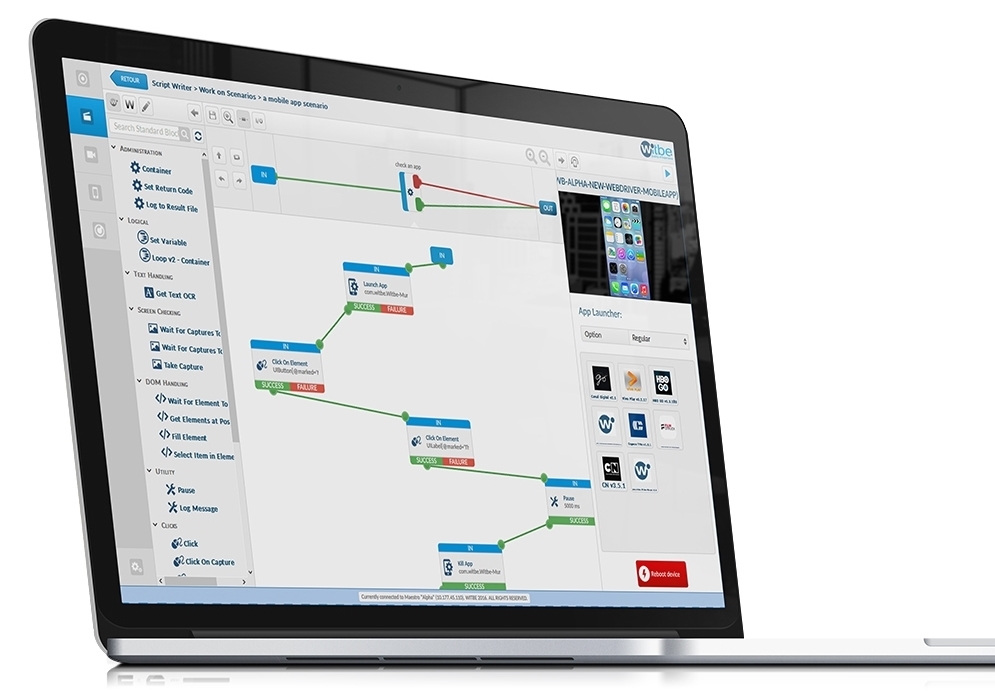 RETOUR
Script Writer > Work on Scenarios > a mobile app scenario
W
Search Standard Bloc
ADMINISTRATION
Container
Set Return Code
Log to Result File
LOGICAL
Set Variable
Loop v2 - Container
TEXT HANDLING
Get Text OCR
SCREEN CHECKING
Wait For Captures To
Wait For Captures To
Take Capture
DOM HANDLING
Wait For Element To
Get Elements at Pos
Fill Element
Select Item in Eleme
UTILITY
Pause
Log Message
CLICKS
Click
Click On Capture
IN
check an app
OUT
IN
IN
Launch App
com.witbe.Witbe-Mur
SUCCESS FAILURE
IN
Click On Element
UIButton[@marked='?
SUCCESS FAILURE
IN
Click On Element
UILabel[@marked='??
SUCCESS FAILURE
IN
Pause
5000 ms
SUCCESS
IN
Kill App
com.witbe.Witbe-Mur
SUCCESS
witbe
WB-ALPHA-NEW-WEBDRIVER-MOBILEAPP)
App Launcher:
Option Regular
go
HBO GO
CN
CN v3.5.1
Reboot device
Currently connected to Maestro "Alpha" (10.177.45.110). WITBE 2016. ALL RIGHTS RESERVED.